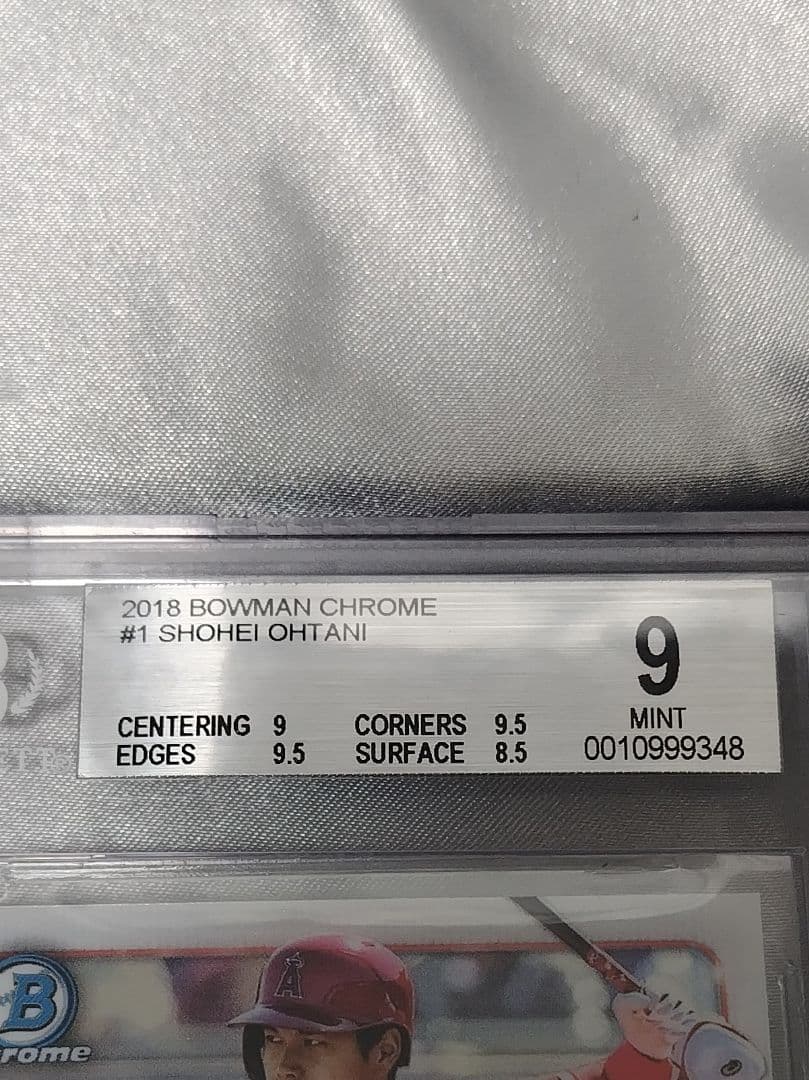 2018 BOWMAN CHROME
#1 SHOHEI OHTANI
9
MINT
CENTERING 9 CORNERS 9.5
EDGES 9.5 SURFACE 8.5
0010999348
A
B
rome